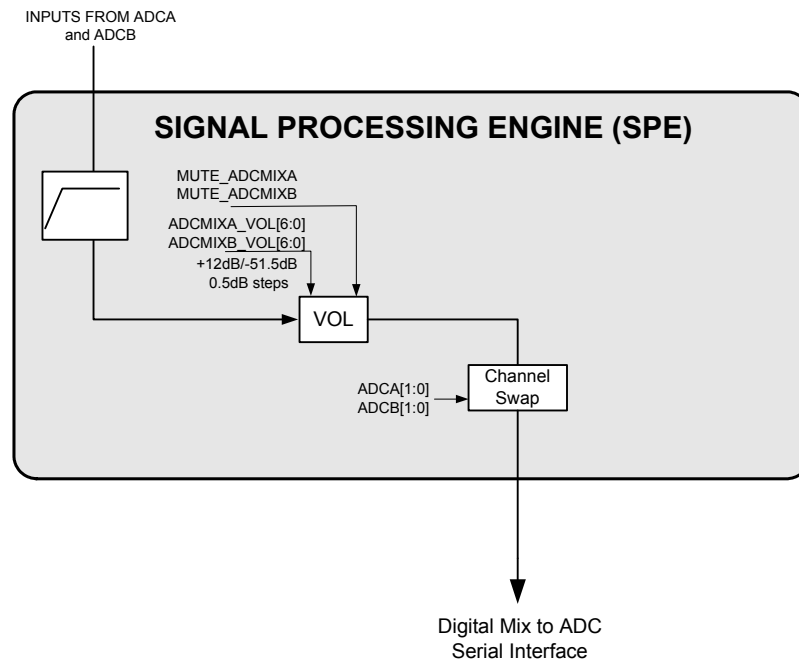 INPUTS FROM ADCA
and ADCB
SIGNAL PROCESSING ENGINE (SPE)
MUTE_ADCMIXA
MUTE_ADCMIXB
ADCMIXA_VOL[6:0]
ADCMIXB_VOL[6:0]
+12dB/-51.5dB
0.5dB steps
VOL
Channel
Swap
ADCA[1:0]
ADCB[1:0]
Digital Mix to ADC
Serial Interface